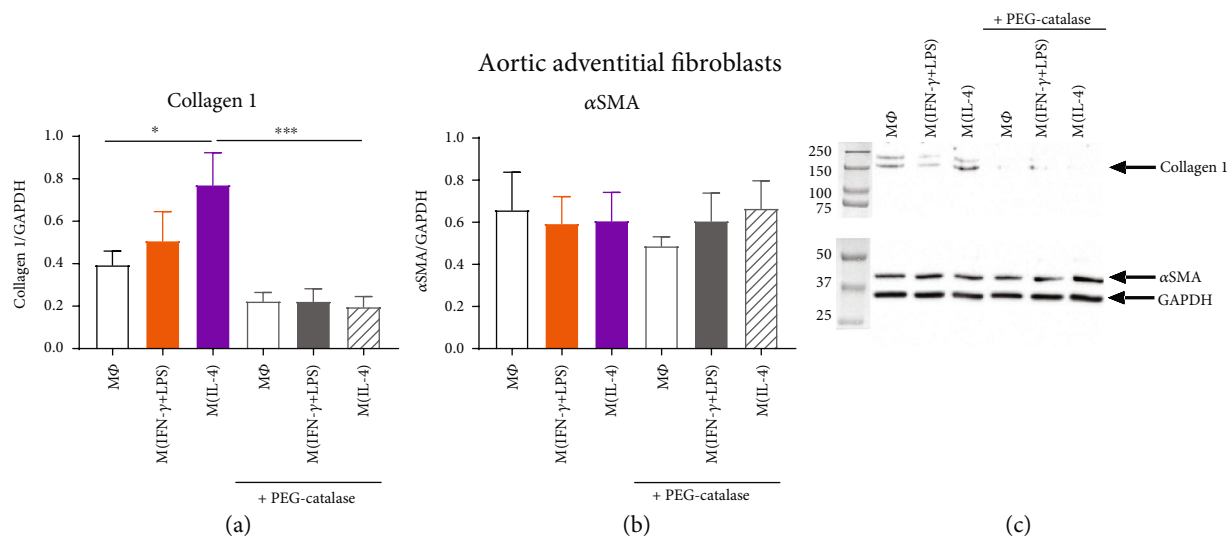 Aortic adventitial fibroblasts
Collagen 1
*
***
Collagen 1/GAPDH
1.0
0.8
0.6
0.4
0.2
0.0
MΦ
M(IFN-γ+LPS)
M(IL-4)
MΦ
M(IFN-γ+LPS)
M(IL-4)
+ PEG-catalase
(a)
αSMA
αSMA/GAPDH
1.0
0.8
0.6
0.4
0.2
0.0
MΦ
M(IFN-γ+LPS)
M(IL-4)
MΦ
M(IFN-γ+LPS)
M(IL-4)
+ PEG-catalase
(b)
+ PEG-catalase
MΦ
M(IFN-γ+LPS)
M(IL-4)
MΦ
M(IFN-γ+LPS)
M(IL-4)
250
150
100
75
Collagen 1
50
37
25
αSMA
GAPDH
(c)